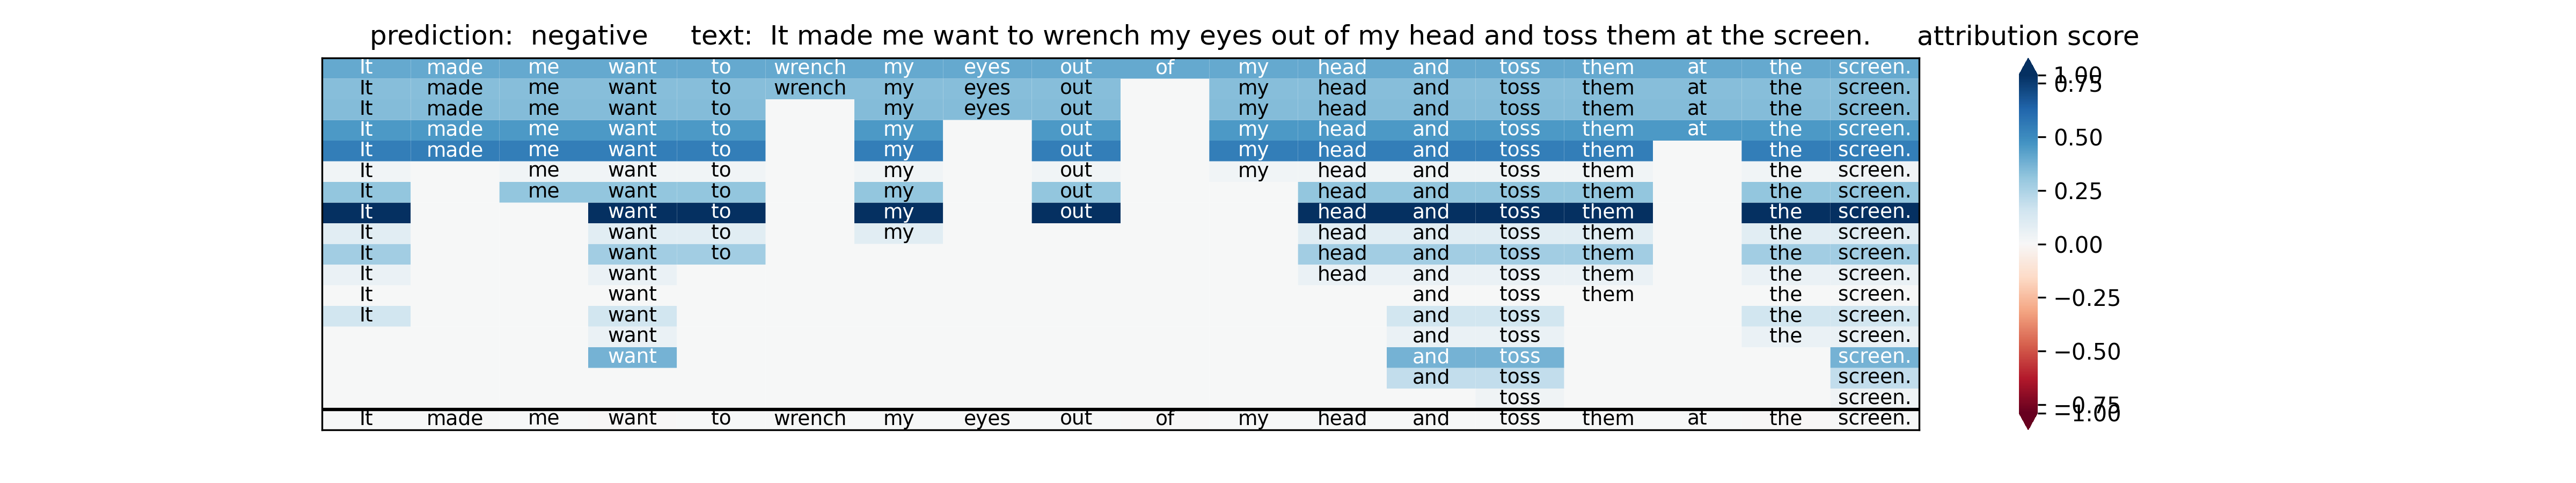 prediction: negative text: It made me want to wrench my eyes out of my head and toss them at the screen. attribution score
It made me want to wrench my eyes out of my head and toss them at the screen.
It made me want to wrench my eyes out my head and toss them at the screen.
It made me want to my eyes out my head and toss them at the screen.
It made me want to my out my head and toss them at the screen.
It made me want to my out my head and toss them the screen.
It me want to my out my head and toss them the screen.
It me want to my out head and toss them the screen.
It want to my out head and toss them the screen.
It want to my head and toss them the screen.
It want to head and toss them the screen.
It want head and toss them the screen.
It want and toss them the screen.
It want and toss the screen.
want and toss the screen.
want and toss screen.
and toss screen.
toss screen.
It made me want to wrench my eyes out of my head and toss them at the screen.
1.00
0.75
0.50
0.25
0.00
−0.25
−0.50
−0.75
−1.00